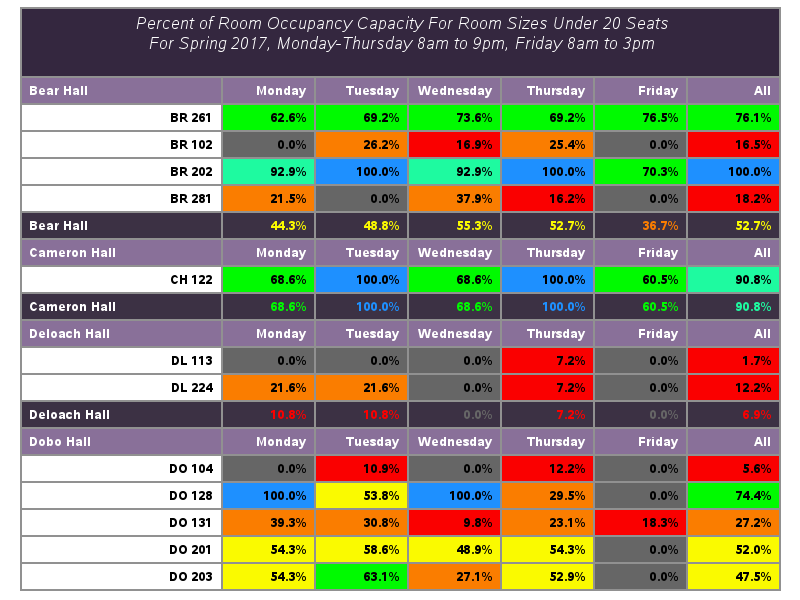 Percent of Room Occupancy Capacity For Room Sizes Under 20 Seats
For Spring 2017, Monday-Thursday 8am to 9pm, Friday 8am to 3pm
Bear Hall Monday Tuesday Wednesday Thursday Friday All
BR 261 62.6% 69.2% 73.6% 69.2% 76.5% 76.1%
BR 102 0.0% 26.2% 16.9% 25.4% 0.0% 16.5%
BR 202 92.9% 100.0% 92.9% 100.0% 70.3% 100.0%
BR 281 21.5% 0.0% 37.9% 16.2% 0.0% 18.2%
Bear Hall 44.3% 48.8% 55.3% 52.7% 36.7% 52.7%
Cameron Hall Monday Tuesday Wednesday Thursday Friday All
CH 122 68.6% 100.0% 68.6% 100.0% 60.5% 90.8%
Cameron Hall 68.6% 100.0% 68.6% 100.0% 60.5% 90.8%
Deloach Hall Monday Tuesday Wednesday Thursday Friday All
DL 113 0.0% 0.0% 0.0% 7.2% 0.0% 1.7%
DL 224 21.6% 21.6% 0.0% 7.2% 0.0% 12.2%
Deloach Hall 10.8% 10.8% 0.0% 7.2% 0.0% 6.9%
Dobo Hall Monday Tuesday Wednesday Thursday Friday All
DO 104 0.0% 10.9% 0.0% 12.2% 0.0% 5.6%
DO 128 100.0% 53.8% 100.0% 29.5% 0.0% 74.4%
DO 131 39.3% 30.8% 9.8% 23.1% 18.3% 27.2%
DO 201 54.3% 58.6% 48.9% 54.3% 0.0% 52.0%
DO 203 54.3% 63.1% 27.1% 52.9% 0.0% 47.5%